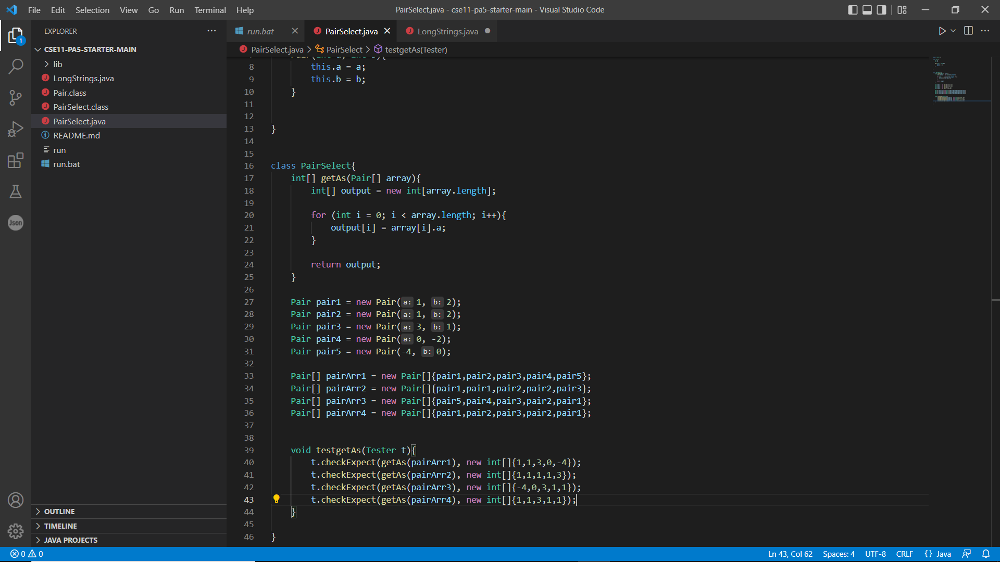 File Edit Selection View Go Run Terminal Help
PairSelect.java - cse11-pa5-starter-main - Visual Studio Code
EXPLORER
run.bat PairSelect.java LongStrings.java
PairSelect.java > PairSelect > testgetAs(Tester)
1
CSE11-PA5-STARTER-MAIN
lib
LongStrings.java
Pair.class
PairSelect.class
PairSelect.java
README.md
run
run.bat
Json
OUTLINE
TIMELINE
JAVA PROJECTS
8 this.a = a;
9 this.b = b;
10 }
11
12
13 }
14
15
16 class PairSelect{
17 int[] getAs(Pair[] array){
18 int[] output = new int[array.length];
19
20 for (int i = 0; i < array.length; i++){
21 output[i] = array[i].a;
22 }
23
24 return output;
25 }
26
27 Pair pair1 = new Pair(a: 1, b: 2);
28 Pair pair2 = new Pair(a: 1, b: 2);
29 Pair pair3 = new Pair(a: 3, b: 1);
30 Pair pair4 = new Pair(a: 0, -2);
31 Pair pair5 = new Pair(-4, b: 0);
32
33 Pair[] pairArr1 = new Pair[]{pair1,pair2,pair3,pair4,pair5};
34 Pair[] pairArr2 = new Pair[]{pair1,pair1,pair2,pair2,pair3};
35 Pair[] pairArr3 = new Pair[]{pair5,pair4,pair3,pair2,pair1};
36 Pair[] pairArr4 = new Pair[]{pair1,pair2,pair3,pair2,pair1};
37
38
39 void testgetAs(Tester t){
40 t.checkExpect(getAs(pairArr1), new int[]{1,1,3,0,-4});
41 t.checkExpect(getAs(pairArr2), new int[]{1,1,1,1,3});
42 t.checkExpect(getAs(pairArr3), new int[]{-4,0,3,1,1});
43 t.checkExpect(getAs(pairArr4), new int[]{1,1,3,1,1});
44 }
45
46 }
0 0 Ln 43, Col 62 Spaces: 4 UTF-8 CRLF {} Java